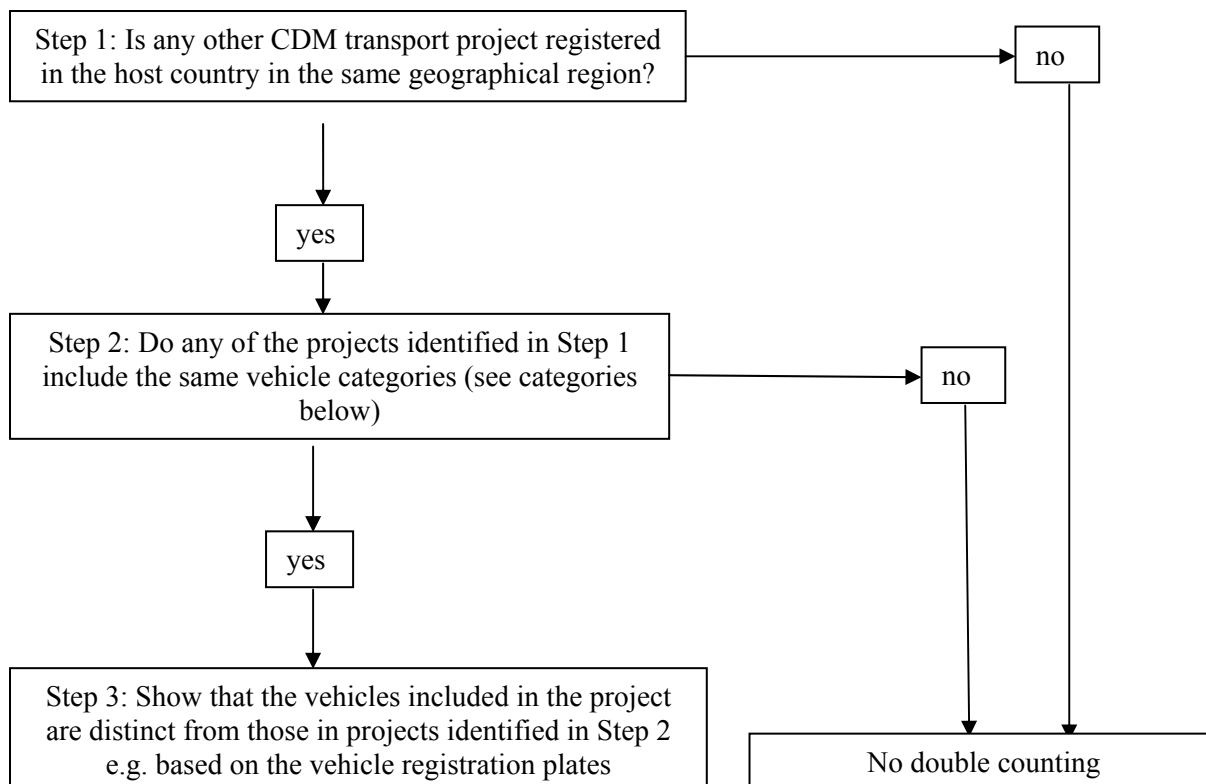 Step 1: Is any other CDM transport project registered
in the host country in the same geographical region?
no
yes
Step 2: Do any of the projects identified in Step 1
include the same vehicle categories (see categories
below)
no
yes
Step 3: Show that the vehicles included in the project
are distinct from those in projects identified in Step 2
e.g. based on the vehicle registration plates
No double counting